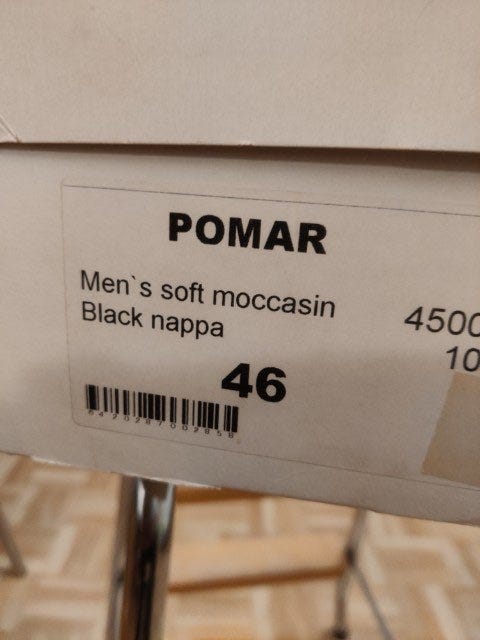 POMAR
Men`s soft moccasin
Black nappa
4500
10
46